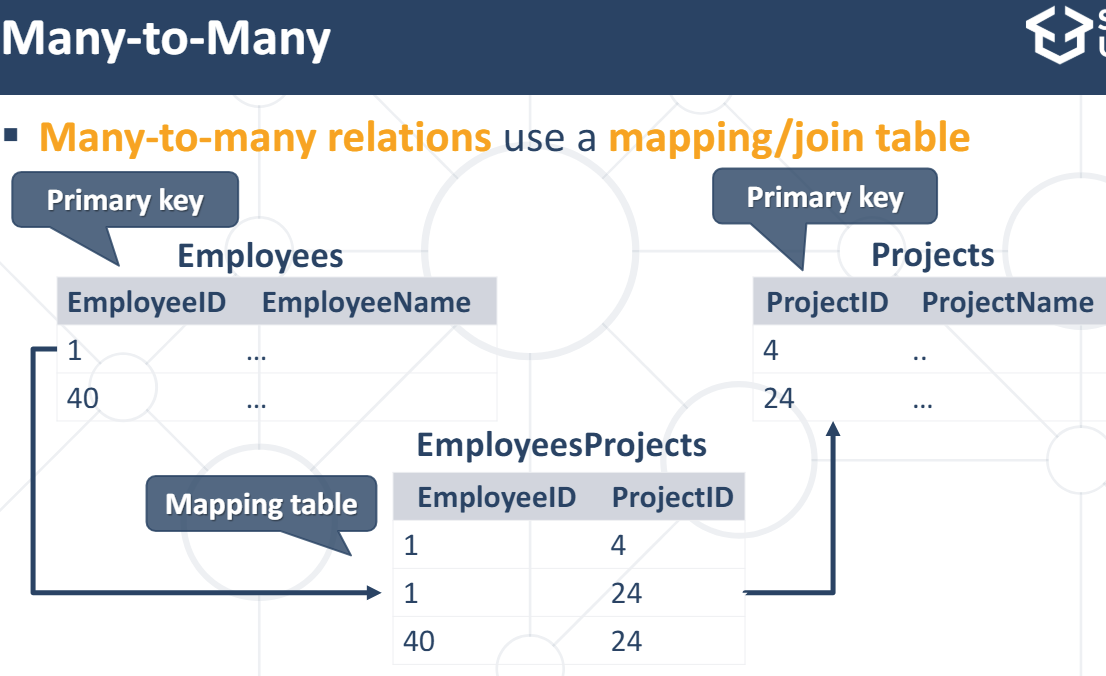 Many-to-Many
▪ Many-to-many relations use a mapping/join table
Primary key
Primary key
Employees
EmployeeID EmployeeName
1 ...
40 ...
Projects
ProjectID ProjectName
4 ..
24 ...
EmployeesProjects
Mapping table
EmployeeID ProjectID
1 4
1 24
40 24